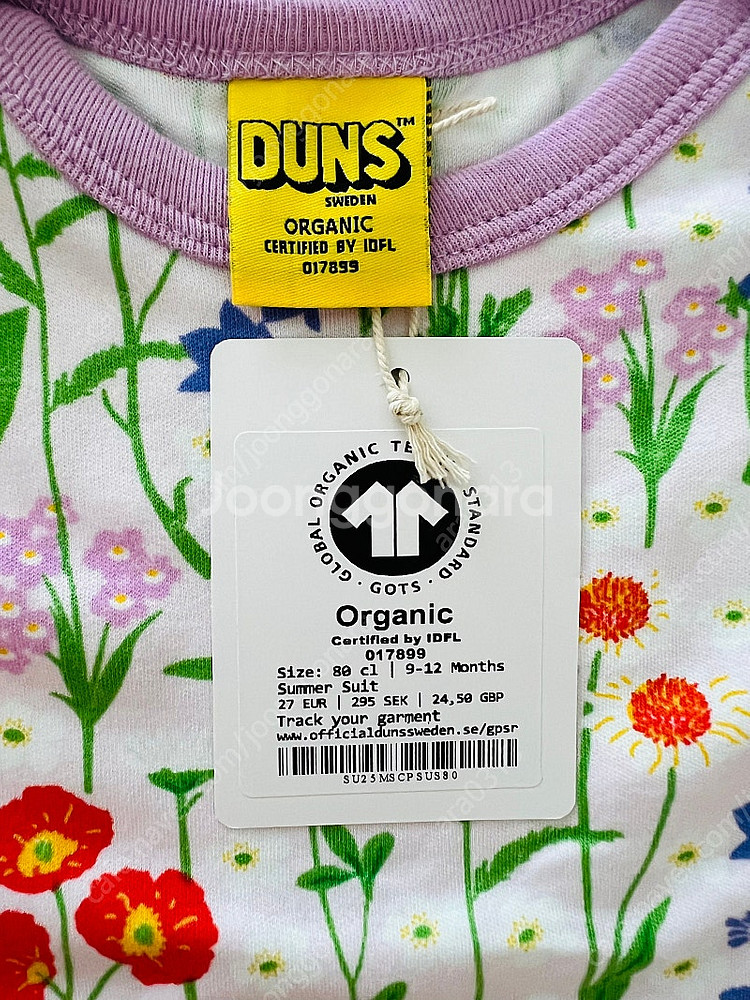 DUNS™
SWEDEN
ORGANIC
CERTIFIED BY IDFL
017899
GLOBAL ORGANIC TE STANDARD · GOTS ·
Joonggonara
Organic
Certified by IDFL
017899
Size: 80 cl | 9-12 Months
Summer Suit
27 EUR | 295 SEK | 24,50 GBP
Track your garment
www.officialdunssweden.se/gpsr
SU25MSCPSUS80